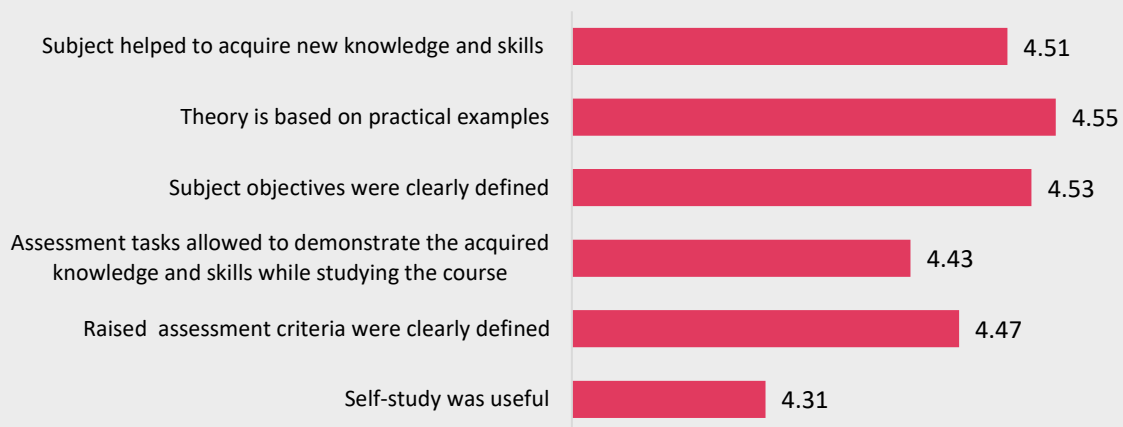 Subject helped to acquire new knowledge and skills
4.51
Theory is based on practical examples
4.55
Subject objectives were clearly defined
4.53
Assessment tasks allowed to demonstrate the acquired
knowledge and skills while studying the course
4.43
Raised assessment criteria were clearly defined
4.47
Self-study was useful
4.31